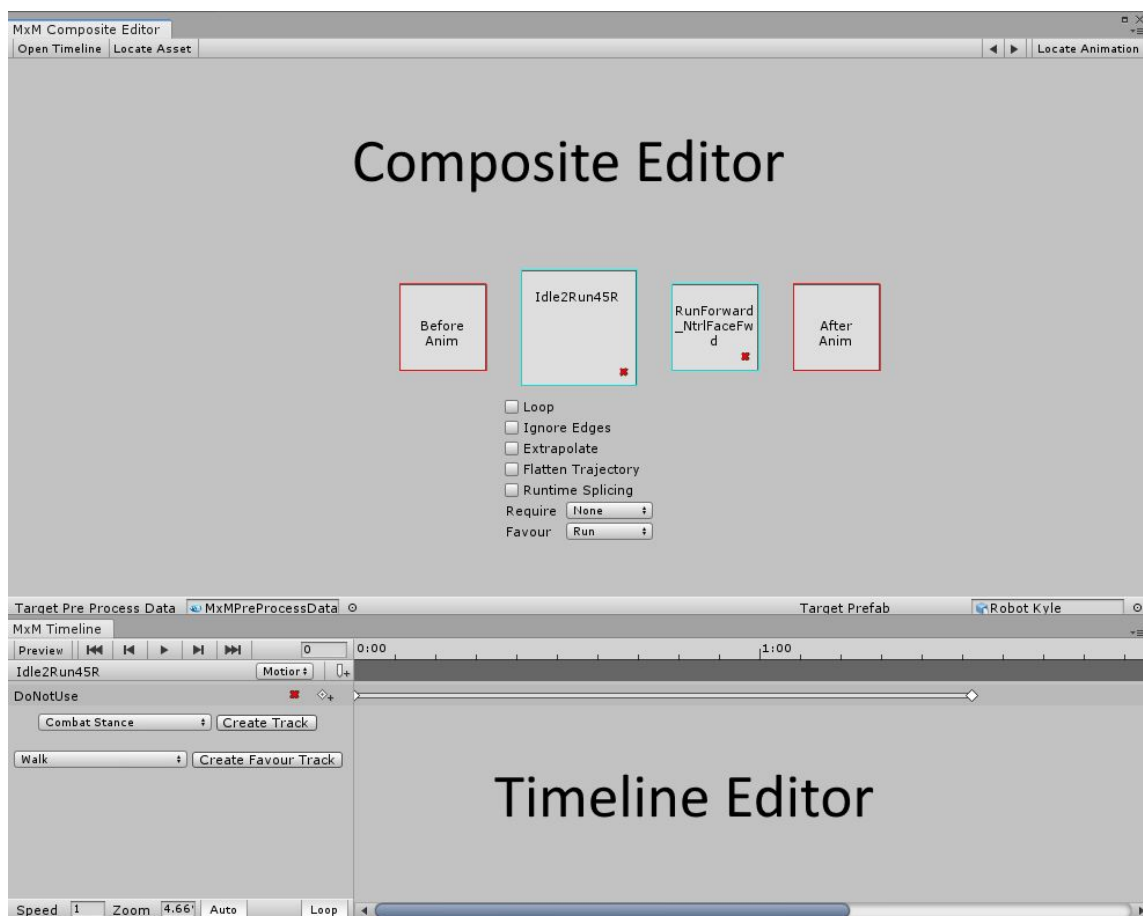 MxM Composite Editor
Open Timeline Locate Asset Locate Animation
Composite Editor
Before
Anim
Idle2Run45R
RunForward
_NtrlFaceFw
d
After
Anim
Loop
Ignore Edges
Extrapolate
Flatten Trajectory
Runtime Splicing
Require None
Favour Run
Target Pre Process Data MxMPreProcessData Target Prefab Robot Kyle
MxM Timeline
Preview 0 0:00 1:00
Idle2Run45R Motion
DoNotUse
Combat Stance Create Track
Walk Create Favour Track
Timeline Editor
Speed 1 Zoom 4.66 Auto Loop